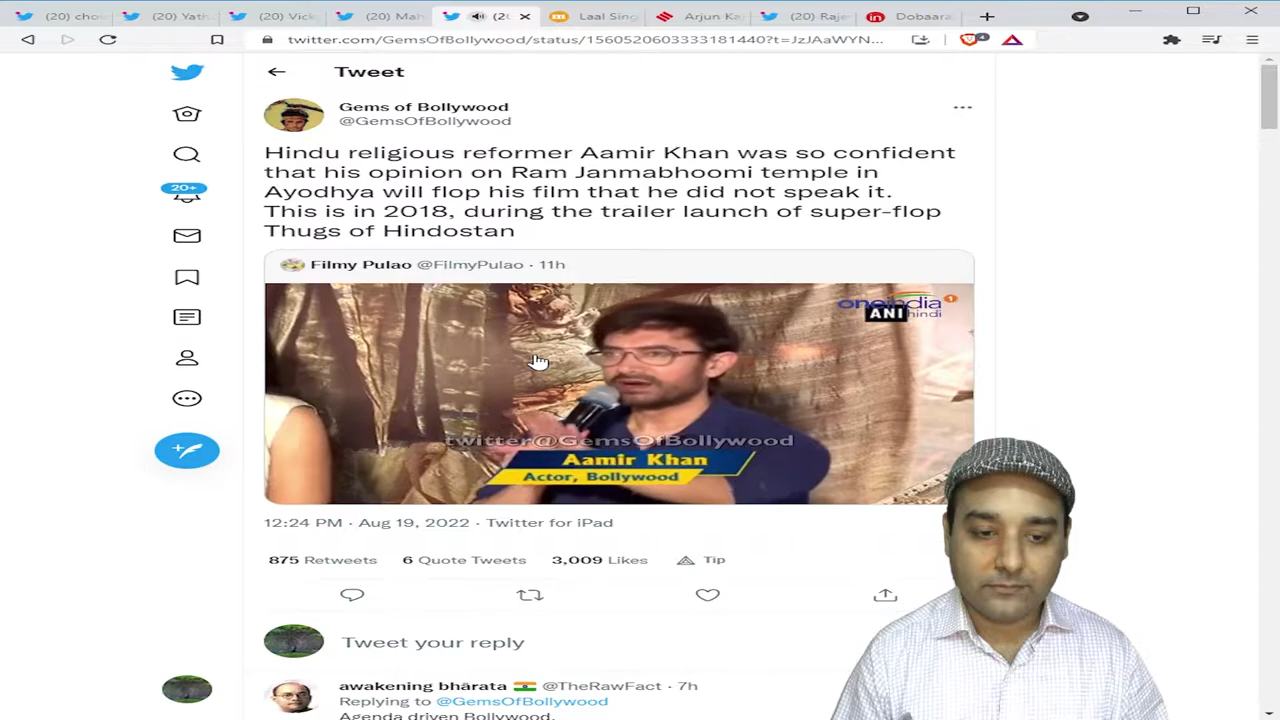 (20) chou
(20) Yath
(20) Vick
(20) Mah
(20
Laal Sing
Arjun Ka
(20) Raje
Dobaara
twitter.com/GemsOfBollywood/status/1560520603333181440?t=JzJAaWYN...
4
Tweet
Gems of Bollywood
@GemsOfBollywood
Hindu religious reformer Aamir Khan was so confident
that his opinion on Ram Janmabhoomi temple in
Ayodhya will flop his film that he did not speak it.
This is in 2018, during the trailer launch of super-flop
Thugs of Hindostan
20+
Filmy Pulao @FilmyPulao · 11h
oneindia
ANI hindi
twitter@GemsOfBollywood
Aamir Khan
Actor, Bollywood
12:24 PM · Aug 19, 2022 · Twitter for iPad
875 Retweets 6 Quote Tweets 3,009 Likes Tip
Tweet your reply
awakening bhārata @TheRawFact · 7h
Replying to @GemsOfBollywood
Agenda driven Bollywood.